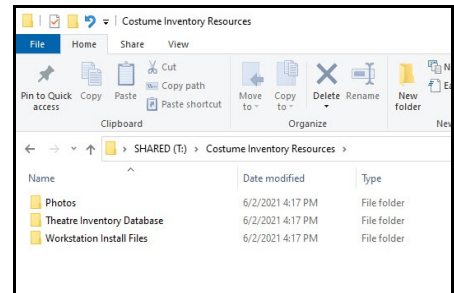 Costume Inventory Resources
File Home Share View
Pin to Quick access
Copy
Paste
Cut
Copy path
Paste shortcut
Clipboard
Move to
Copy to
Delete
Rename
Organize
New folder
SHARED (T:) > Costume Inventory Resources >
Name Date modified Type
Photos 6/2/2021 4:17 PM File folder
Theatre Inventory Database 6/2/2021 4:17 PM File folder
Workstation Install Files 6/2/2021 4:17 PM File folder